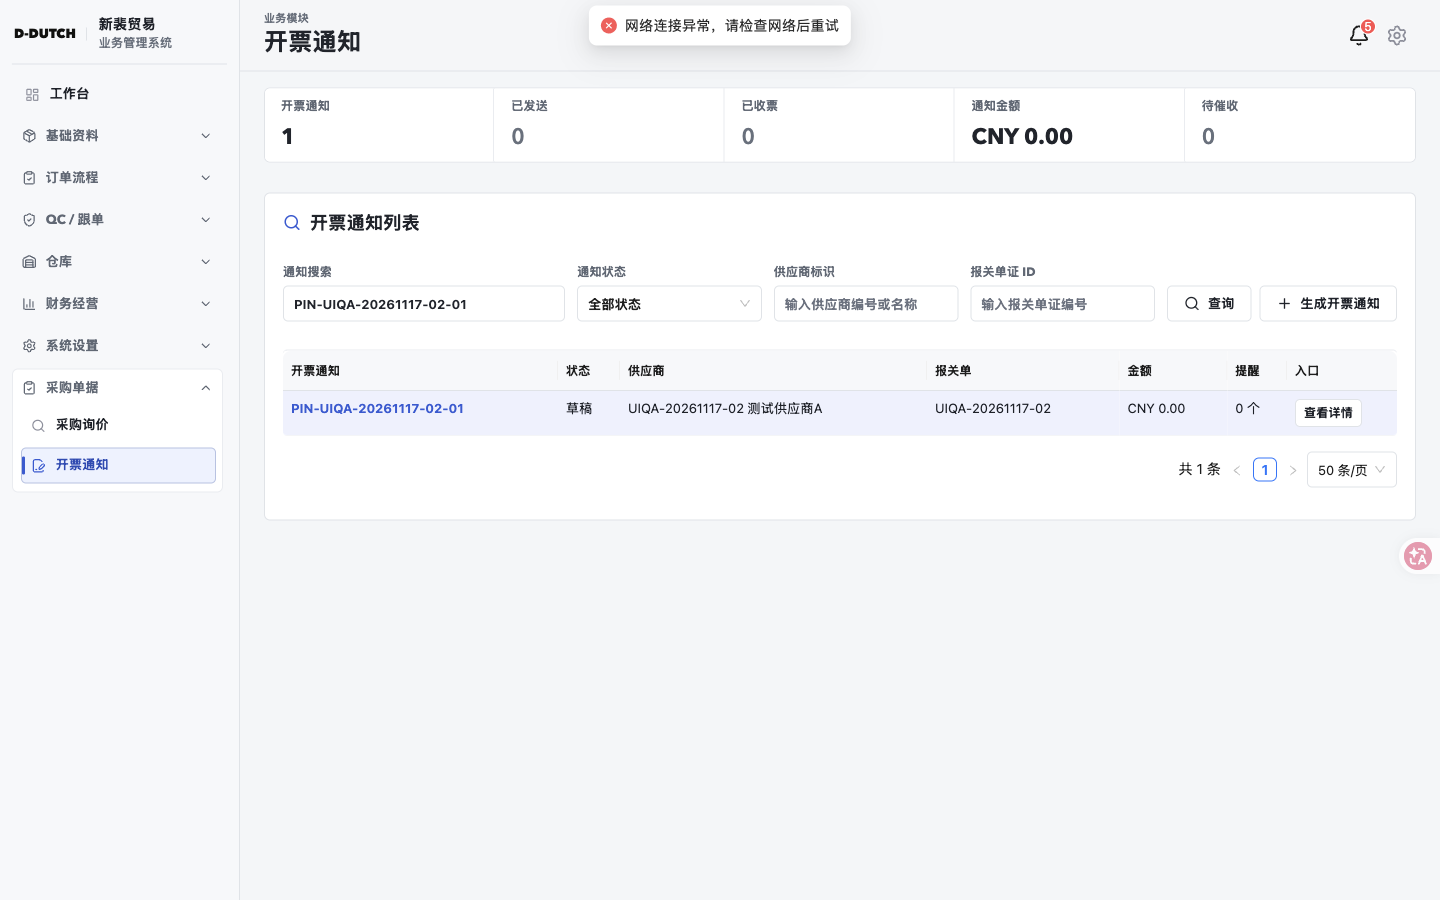 D-DUTCH
新裝贸易
业务管理系统
工作台
基础资料
订单流程
QC / 跟单
仓库
财务经营
系统设置
采购单据
采购询价
开票通知
业务模块
开票通知
网络连接异常，请检查网络后重试
5
开票通知
1
已发送
0
已收票
0
通知金额
CNY 0.00
待催收
0
开票通知列表
通知搜索
PIN-UIQA-20261117-02-01
通知状态
全部状态
供应商标识
输入供应商编号或名称
报关单证 ID
输入报关单证编号
查询
生成开票通知
开票通知 状态 供应商 报关单 金额 提醒 入口
PIN-UIQA-20261117-02-01 草稿 UIQA-20261117-02 测试供应商A UIQA-20261117-02 CNY 0.00 0 个 查看详情
共 1 条 < 1 > 50 条/页